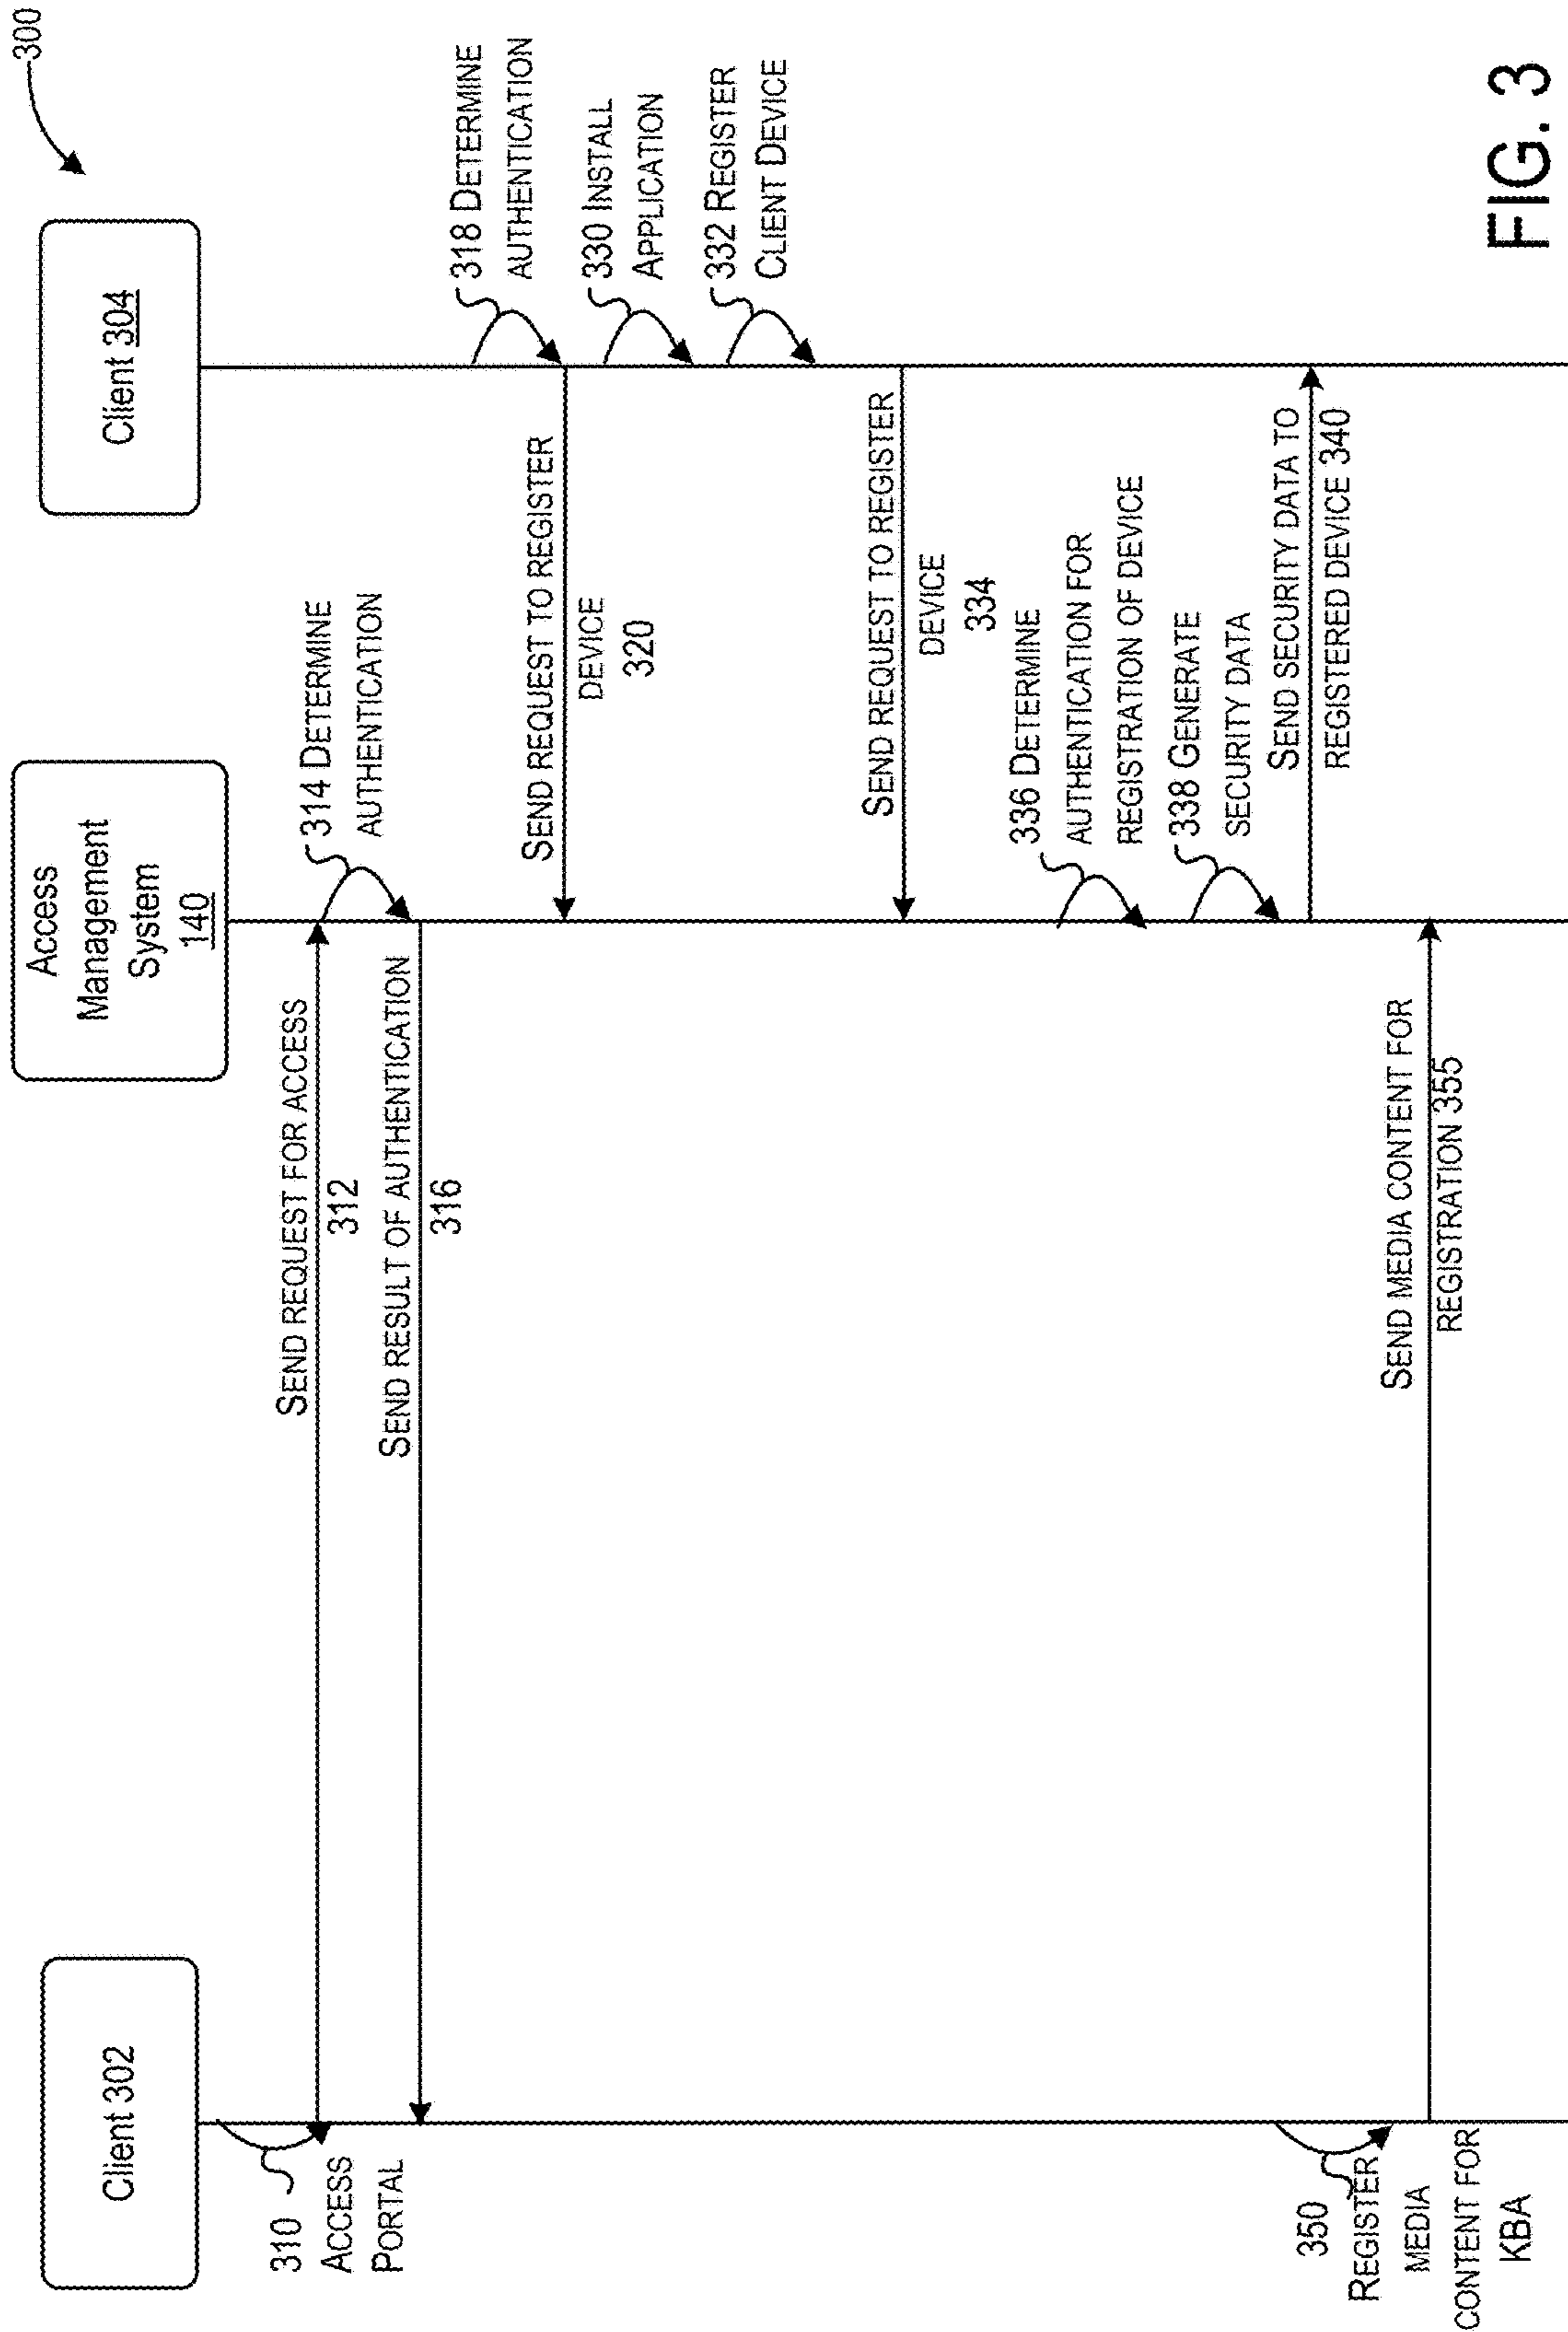 300
Client 302
Access
Management
System
140
Client 304
310
ACCESS
PORTAL
SEND REQUEST FOR ACCESS
312
314 DETERMINE
AUTHENTICATION
SEND RESULT OF AUTHENTICATION
316
318 DETERMINE
AUTHENTICATION
SEND REQUEST TO REGISTER
DEVICE
320
330 INSTALL
APPLICATION
332 REGISTER
CLIENT DEVICE
SEND REQUEST TO REGISTER
DEVICE
334
336 DETERMINE
AUTHENTICATION FOR
REGISTRATION OF DEVICE
338 GENERATE
SECURITY DATA
SEND SECURITY DATA TO
REGISTERED DEVICE 340
350
REGISTER
MEDIA
CONTENT FOR
KBA
SEND MEDIA CONTENT FOR
REGISTRATION 355
FIG. 3